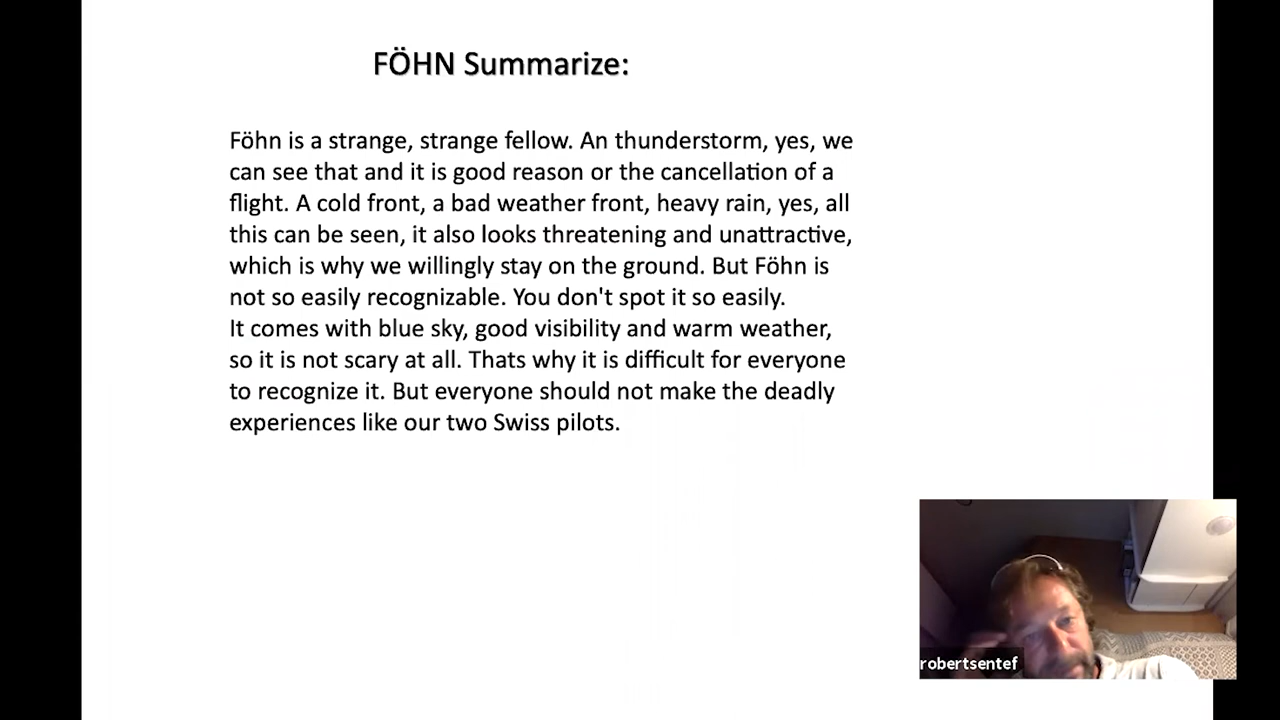 FÖHN Summarize:
Föhn is a strange, strange fellow. An thunderstorm, yes, we
can see that and it is good reason or the cancellation of a
flight. A cold front, a bad weather front, heavy rain, yes, all
this can be seen, it also looks threatening and unattractive,
which is why we willingly stay on the ground. But Föhn is
not so easily recognizable. You don't spot it so easily.
It comes with blue sky, good visibility and warm weather,
so it is not scary at all. Thats why it is difficult for everyone
to recognize it. But everyone should not make the deadly
experiences like our two Swiss pilots.
robertsentef